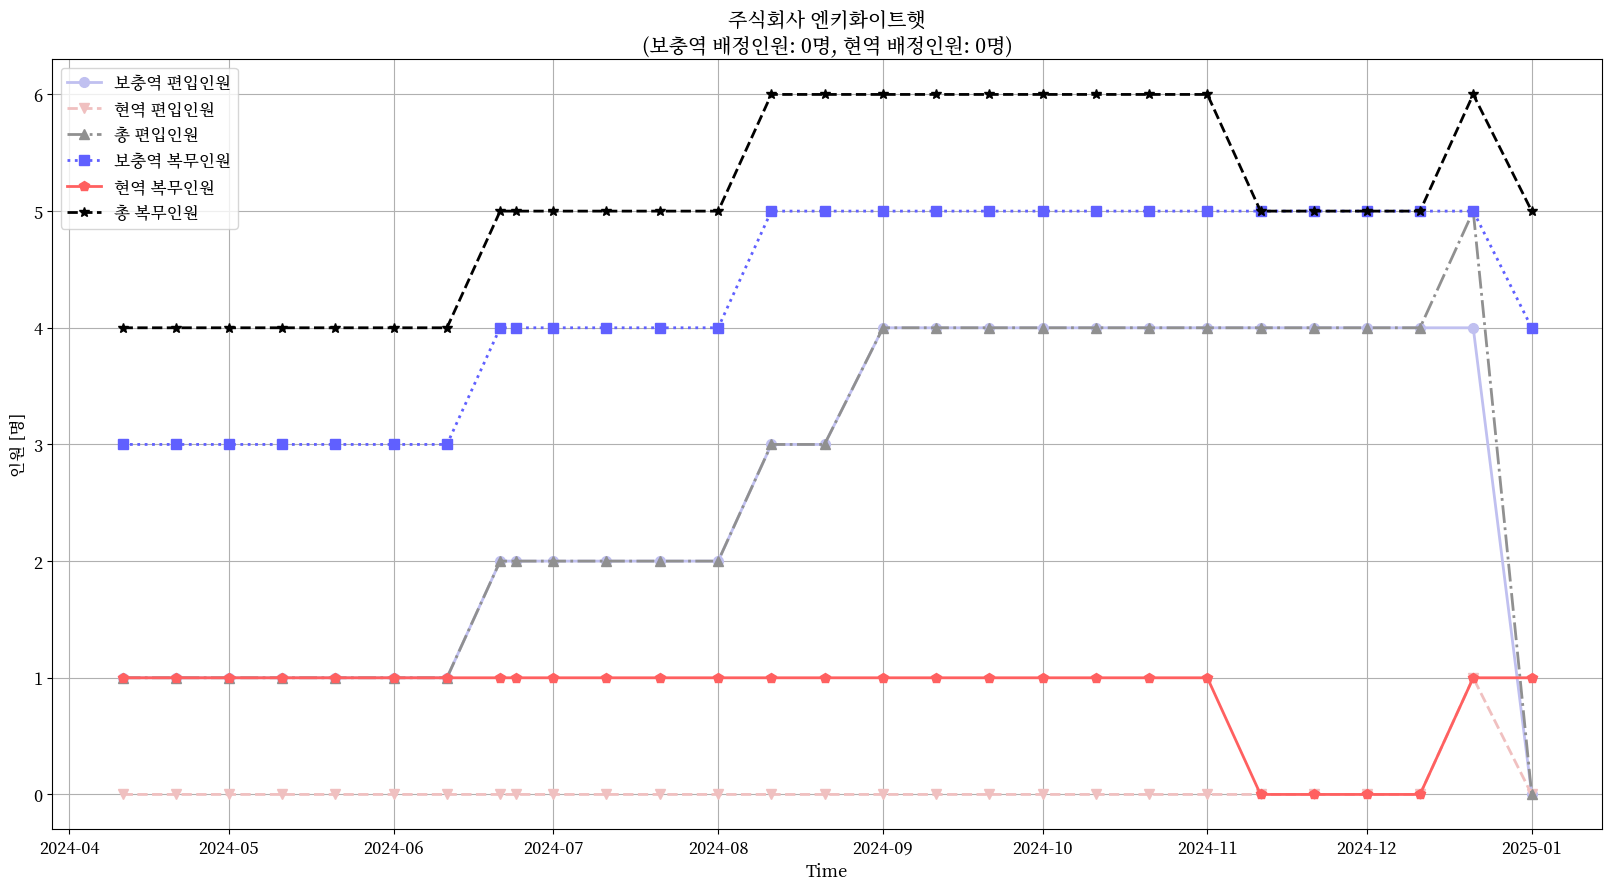 주식회사 엔키화이트햇
(보충역 배정인원: 0명, 현역 배정인원: 0명)
보충역 편입인원
현역 편입인원
총 편입인원
보충역 복무인원
현역 복무인원
총 복무인원
인원 [명]
6
5
4
3
2
1
0
2024-04
2024-05
2024-06
2024-07
2024-08
2024-09
2024-10
2024-11
2024-12
2025-01
Time